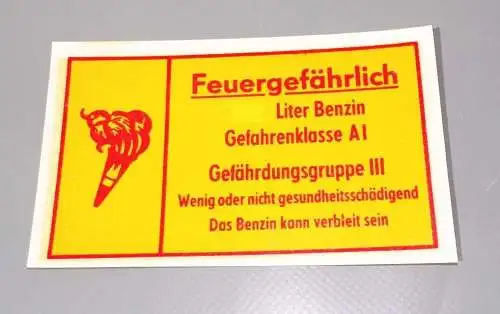 Feuergefährlich
Liter Benzin
Gefahrenklasse A I
Gefährdungsgruppe III
Wenig oder nicht gesundheitsschädigend
Das Benzin kann verbleit sein